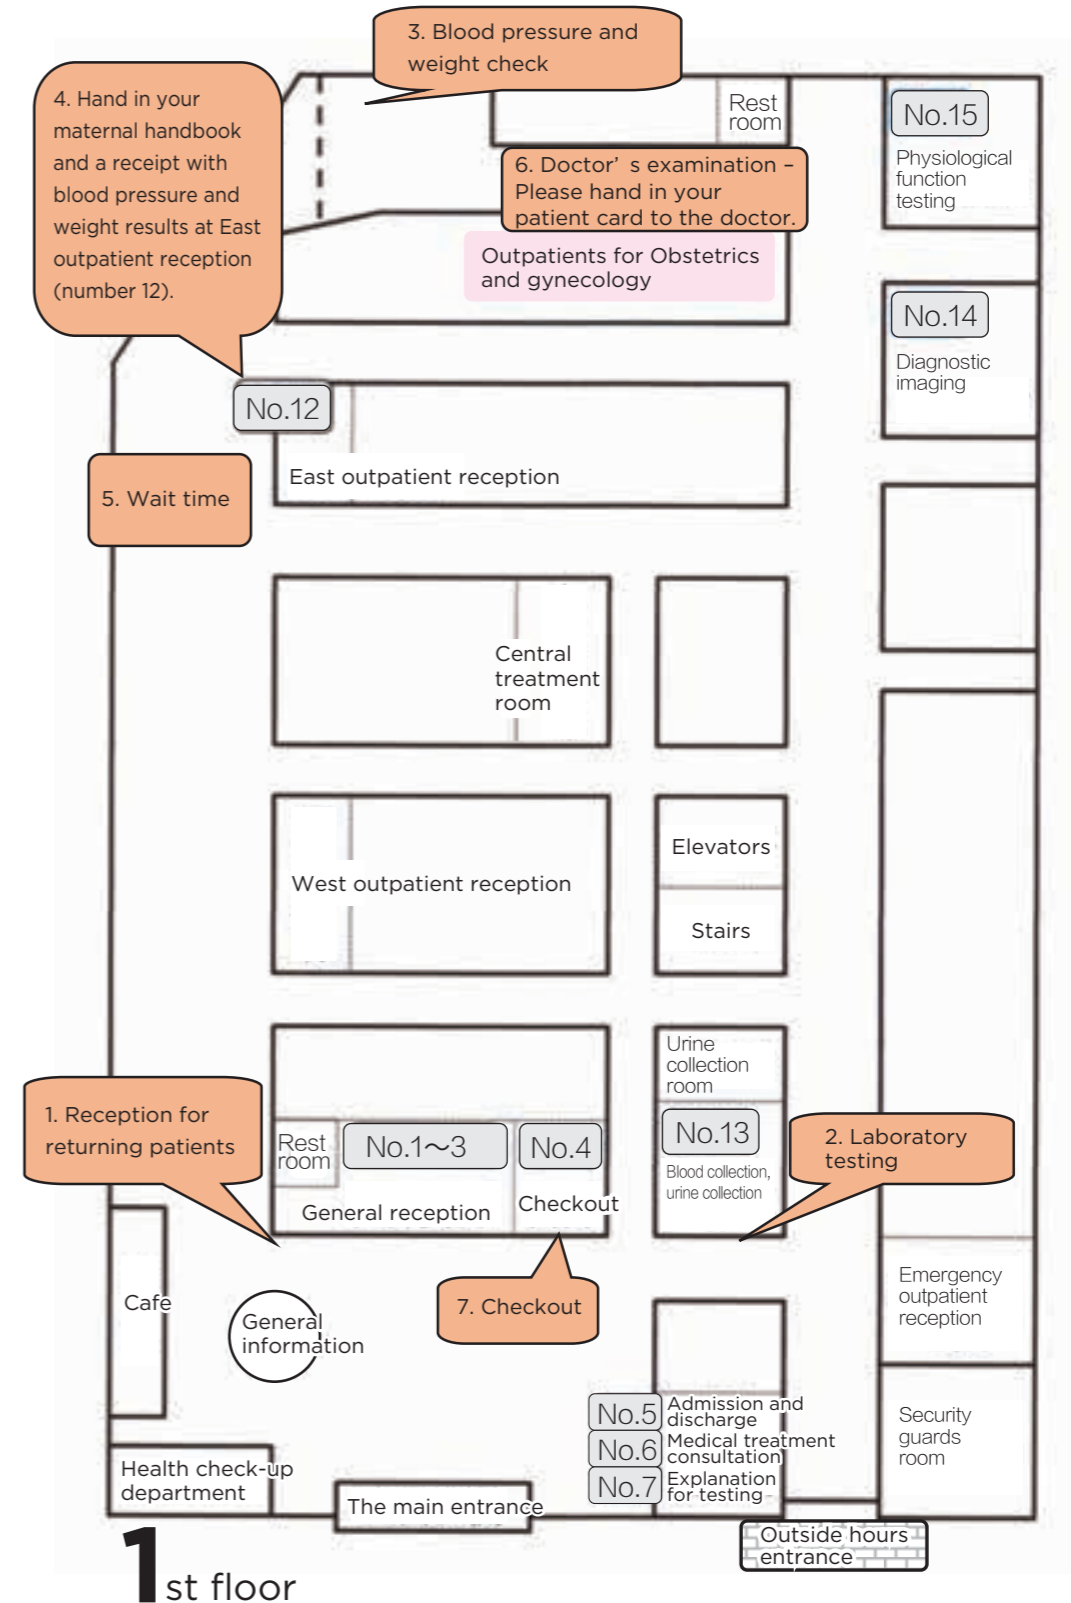 3. Blood pressure and
weight check
4. Hand in your
maternal handbook
and a receipt with
blood pressure and
weight results at East
outpatient reception
(number 12).
Rest
room
No.15
Physiological
function
testing
6. Doctor’ s examination –
Please hand in your
patient card to the doctor.
Outpatients for Obstetrics
and gynecology
No.14
Diagnostic
imaging
No.12
East outpatient reception
5. Wait time
Central
treatment
room
West outpatient reception
Elevators
Stairs
Urine
collection
room
1. Reception for
returning patients
Rest
room
No.1～3
General reception
No.4
Checkout
No.13
Blood collection,
urine collection
2. Laboratory
testing
Cafe
General
information
7. Checkout
Emergency
outpatient
reception
No.5
Admission and
discharge
No.6
Medical treatment
consultation
No.7
Explanation
for testing
Security
guards
room
Health check-up
department
The main entrance
Outside hours
entrance
1st floor